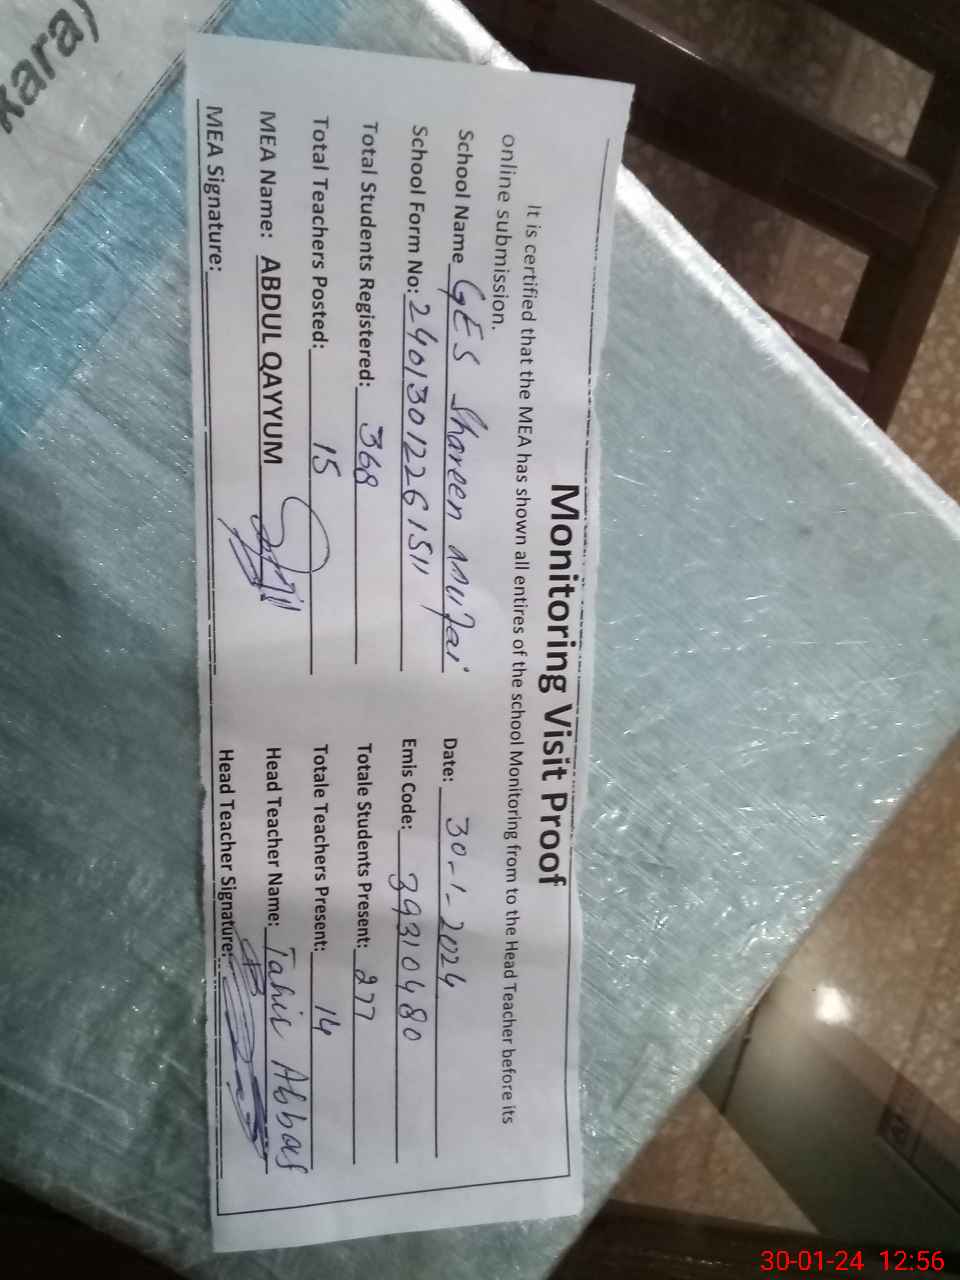 kara)
Monitoring Visit Proof
It is certified that the MEA has shown all entires of the school Monitoring from to the Head Teacher before its
online submission.
School Name GES Shareen Date: 30-1-2024
School Form No: 24013012261511 Emis Code: 39310480
Total Students Registered: 368 Totale Students Present: 277
Total Teachers Posted: 15 Totale Teachers Present: 14
MEA Name: ABDUL QAYYUM Head Teacher Name: Tahir Abbas
MEA Signature: Head Teacher Signature:
30-01-24 12:56